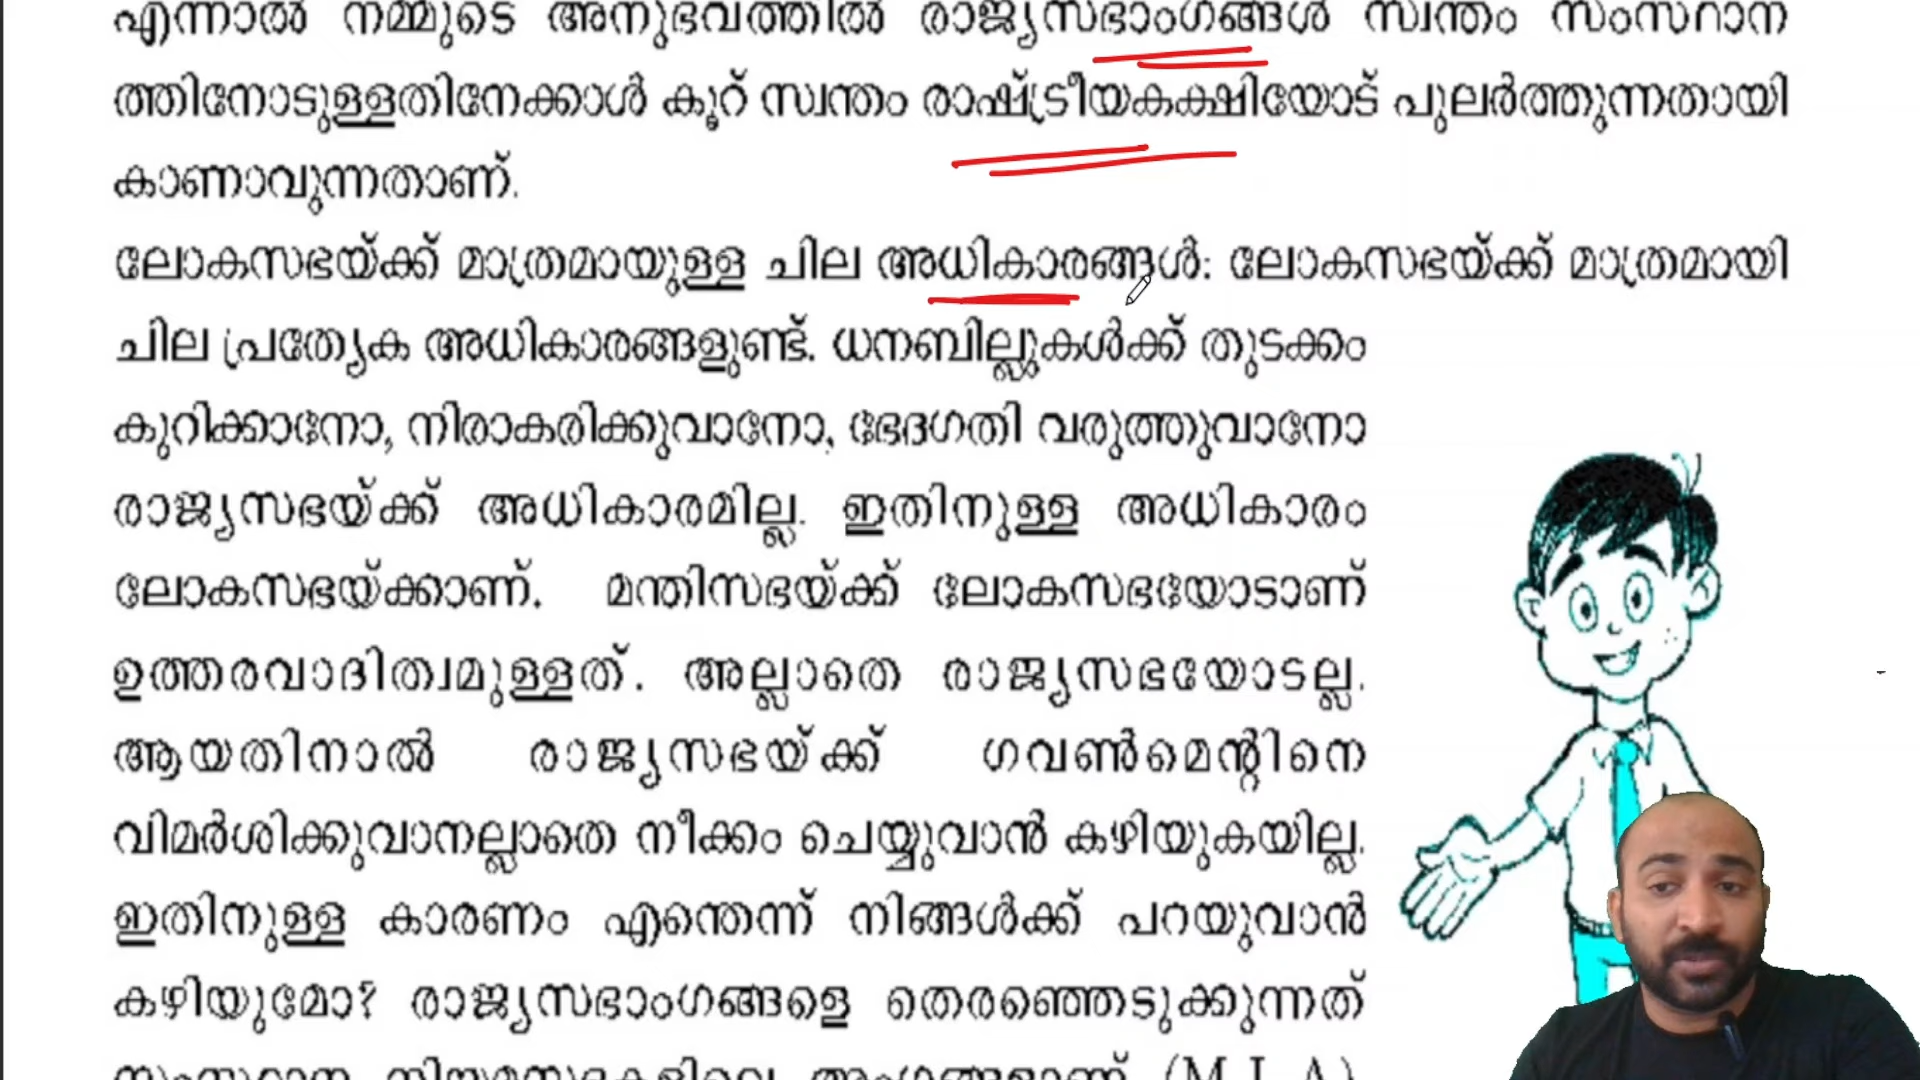 എന്നാൽ നമ്മുടെ അനുഭവത്തിൽ രാജ്യസഭാംഗങ്ങൾ സ്വന്തം സംസ്ഥാന
ത്തിനോടുള്ളതിനേക്കാൾ കൂറ് സ്വന്തം രാഷ്ട്രീയകക്ഷിയോട് പുലർത്തുന്നതായി
കാണാവുന്നതാണ്.
ലോകസഭയ്ക്ക് മാത്രമായുള്ള ചില അധികാരങ്ങൾ: ലോകസഭയ്ക്ക് മാത്രമായി
ചില പ്രത്യേക അധികാരങ്ങളുണ്ട്. ധനബില്ലുകൾക്ക് തുടക്കം
കുറിക്കാനോ, നിരാകരിക്കുവാനോ, ഭേദഗതി വരുത്തുവാനോ
രാജ്യസഭയ്ക്ക് അധികാരമില്ല. ഇതിനുള്ള അധികാരം
ലോകസഭയ്ക്കാണ്. മന്തിസഭയ്ക്ക് ലോകസഭയോടാണ്
ഉത്തരവാദിത്വമുള്ളത്. അല്ലാതെ രാജ്യസഭയോടല്ല.
ആയതിനാൽ രാജ്യസഭയ്ക്ക് ഗവൺമെന്റിനെ
വിമർശിക്കുവാനല്ലാതെ നീക്കം ചെയ്യുവാൻ കഴിയുകയില്ല.
ഇതിനുള്ള കാരണം എന്തെന്ന് നിങ്ങൾക്ക് പറയുവാൻ
കഴിയുമോ? രാജ്യസഭാംഗങ്ങളെ തെരഞ്ഞെടുക്കുന്നത്
സംസ്ഥാന നിയമസഭകളിലെ അംഗങ്ങളാണ് (M.L.A).